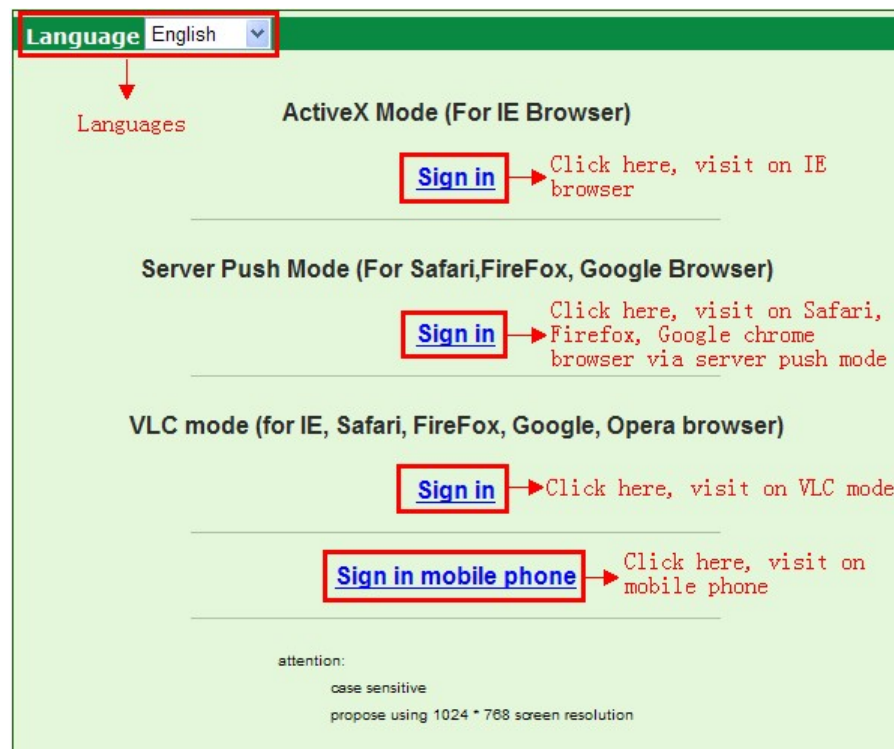 Language English
Languages
ActiveX Mode (For IE Browser)
Sign in
Click here, visit on IE
browser
Server Push Mode (For Safari,FireFox, Google Browser)
Sign in
Click here, visit on Safari,
Firefox, Google chrome
browser via server push mode
VLC mode (for IE, Safari, FireFox, Google, Opera browser)
Sign in
Click here, visit on VLC mode
Sign in mobile phone
Click here, visit on
mobile phone
attention:
case sensitive
propose using 1024 * 768 screen resolution